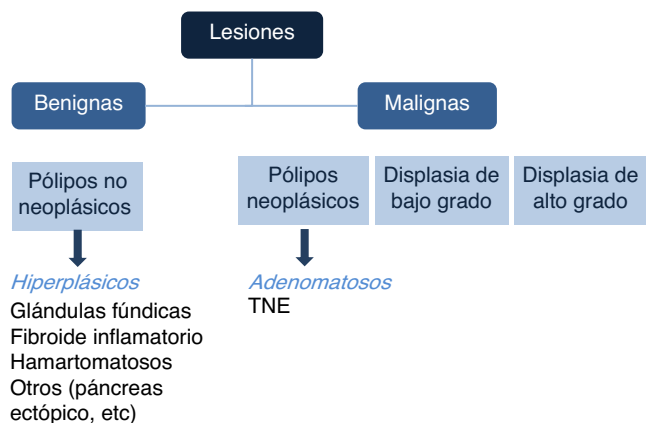 Lesiones
Benignas
Malignas
Pólipos no
neoplásicos
Pólipos
neoplásicos
Displasia de
bajo grado
Displasia de
alto grado
Hiperplásicos
Glándulas fúndicas
Fibroide inflamatorio
Hamartomatosos
Otros (páncreas
ectópico, etc)
Adenomatosos
TNE